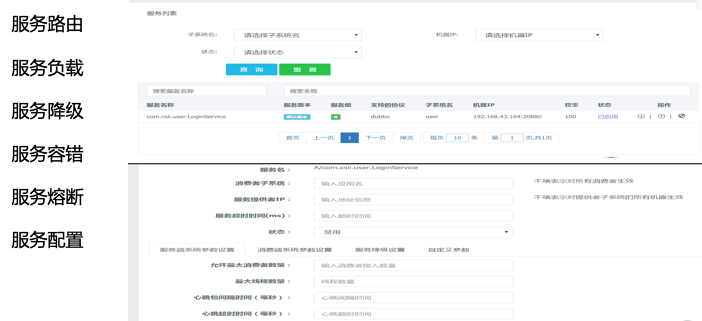 服务路由
服务负载
服务降级
服务容错
服务熔断
服务配置
服务列表
子系统名: 请选择子系统名 机器IP: 请选择机器IP
状态: 请选择状态
查 询 重 置
搜索服务名称 搜索全局
服务名称 服务版本 服务组 支持的协议 子系统名 机器IP 权重 状态 操作
com.csii.user.LoginService 默认版本 A dubbo user 192.168.43.164:20880 100 已启用
首页 上一页 1 下一页 尾页 每页 10 条 第 1 页,共1页
服务名: A/com.csii.user.LoginService
消费者子系统: 输入应用名 不填表示对所有消费者生效
服务提供者IP: 输入地址信息 不填表示对提供者子系统的所有机器生效
服务超时时间(ms): 输入超时时间
状态: 禁用
服务端系统参数设置 消费端系统参数设置 服务降级设置 自定义参数
允许最大消费者数量: 输入消费者接入数量
最大线程数量: 线程数量
心跳包间隔时间(毫秒): 心跳间隔时间
心跳超时时间(毫秒): 心跳超时时间